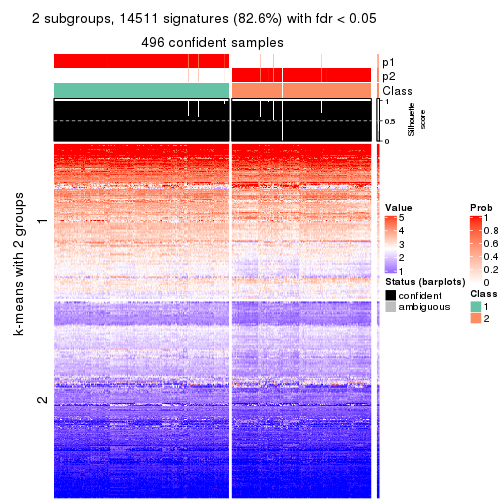 2 subgroups, 14511 signatures (82.6%) with fdr < 0.05
496 confident samples
p1
p2
Class
1
0.5
0
Silhouette
score
k-means with 2 groups
1
2
Value
5
4
3
2
1
Status (barplots)
confident
ambiguous
Prob
1
0.8
0.6
0.4
0.2
0
Class
1
2